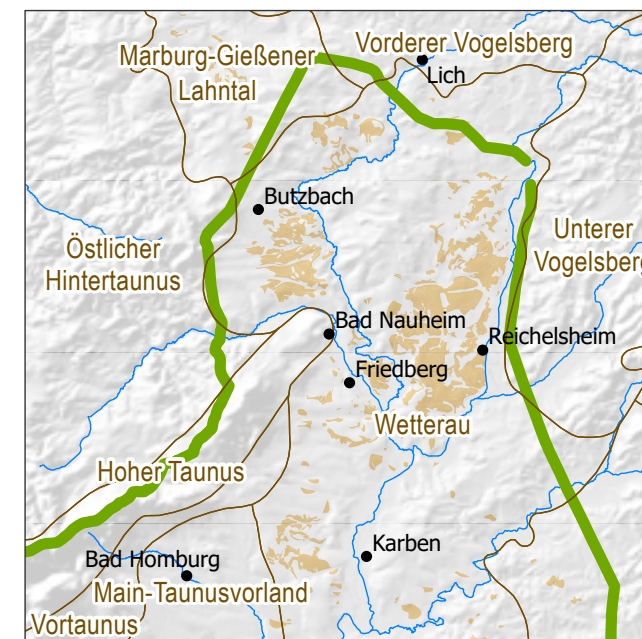 Marburg-Gießener
Lahntal
Vorderer Vogelsberg
Lich
Butzbach
Östlicher
Hintertaunus
Unterer
Vogelsberg
Bad Nauheim
Reichelsheim
Friedberg
Wetterau
Hoher Taunus
Karben
Bad Homburg
Main-Taunusvorland
Vortaunus